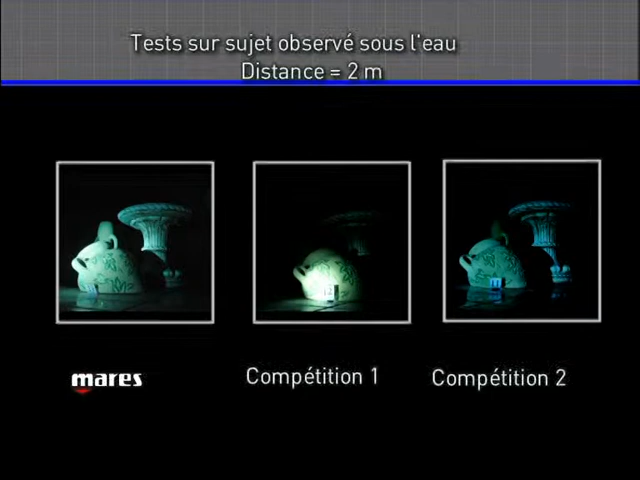 Tests sur sujet observé sous l'eau
Distance = 2 m
mares
Compétition 1
Compétition 2